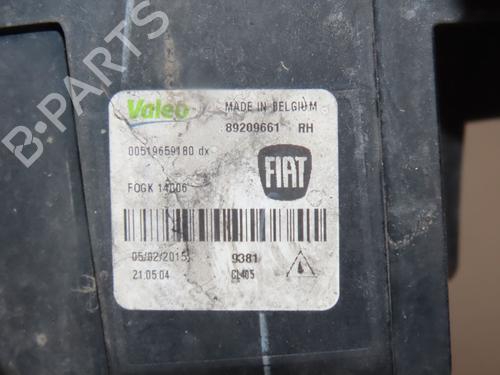 Valeo MADE IN BELGIUM
89209661 RH
00519659180 dx
FOGK 14006
FIAT
05/02/2015 9381
21.05.04 CL405
B-PARTS